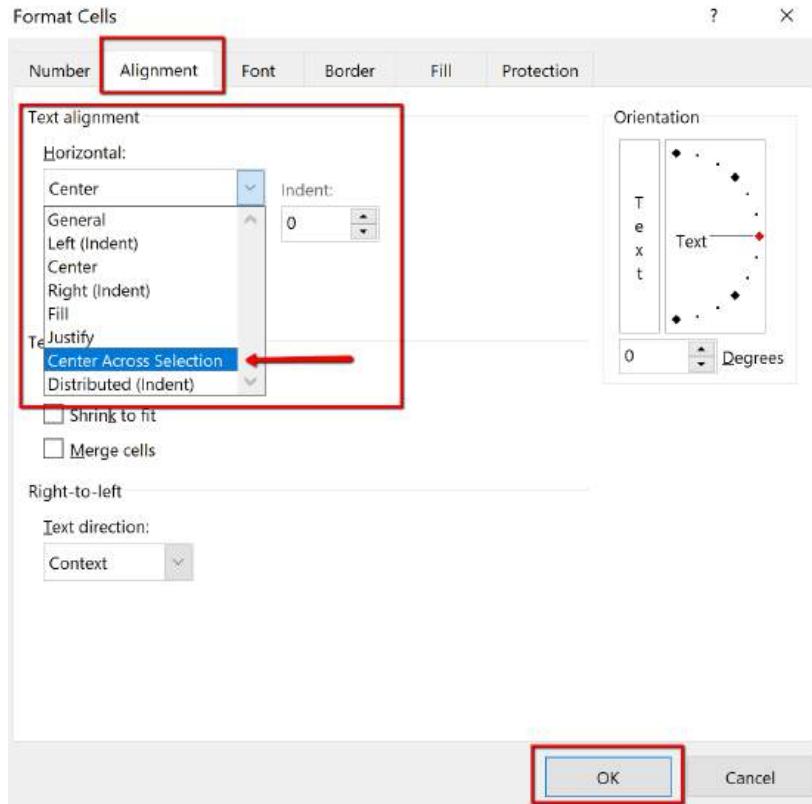 Format Cells ? ×
Number Alignment Font Border Fill Protection
Text alignment
Horizontal:
Center
Indent:
0
General
Left (Indent)
Center
Right (Indent)
Fill
Justify
Center Across Selection
Distributed (Indent)
Te
Shrink to fit
Merge cells
Right-to-left
Text direction:
Context
Orientation
Text
Text
0 Degrees
OK Cancel